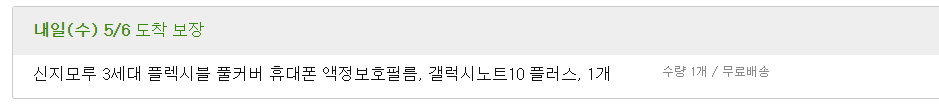 내일(수) 5/6 도착 보장
신지모루 3세대 플렉시블 풀커버 휴대폰 액정보호필름, 갤럭시노트10 플러스, 1개
수량 1개 / 무료배송